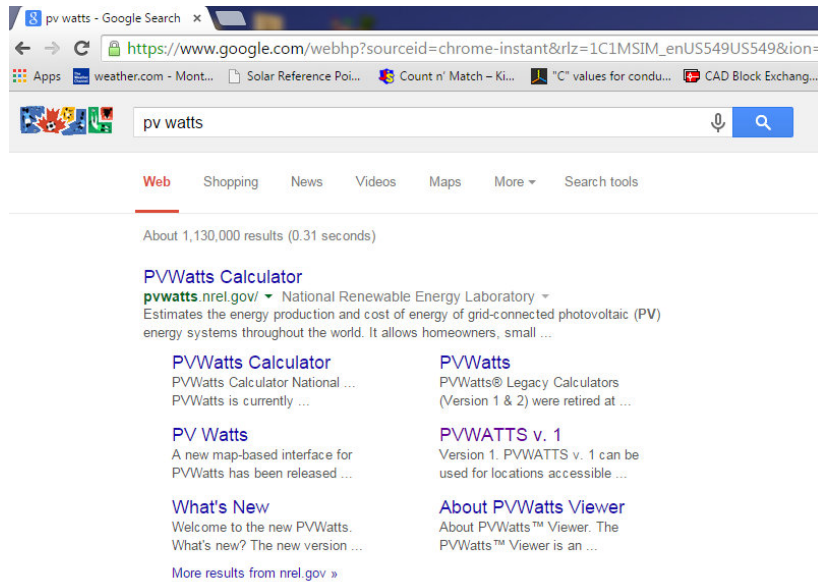 pv watts - Google Search
https://www.google.com/webhp?sourceid=chrome-instant&rlz=1C1MSIM_enUS549US549&ion=
Apps weather.com - Mont... Solar Reference Poi... Count n' Match – Ki... "C" values for condu... CAD Block Exchang...
pv watts
Web Shopping News Videos Maps More Search tools
About 1,130,000 results (0.31 seconds)
PVWatts Calculator
pvwatts.nrel.gov/ National Renewable Energy Laboratory
Estimates the energy production and cost of energy of grid-connected photovoltaic (PV)
energy systems throughout the world. It allows homeowners, small ...
PVWatts Calculator
PVWatts Calculator National ...
PVWatts is currently ...
PVWatts
PVWatts® Legacy Calculators
(Version 1 & 2) were retired at ...
PV Watts
A new map-based interface for
PVWatts has been released ...
PVWATTS v. 1
Version 1. PVWATTS v. 1 can be
used for locations accessible ...
What's New
Welcome to the new PVWatts.
What's new? The new version ...
About PVWatts Viewer
About PVWatts™ Viewer. The
PVWatts™ Viewer is an ...
More results from nrel.gov »